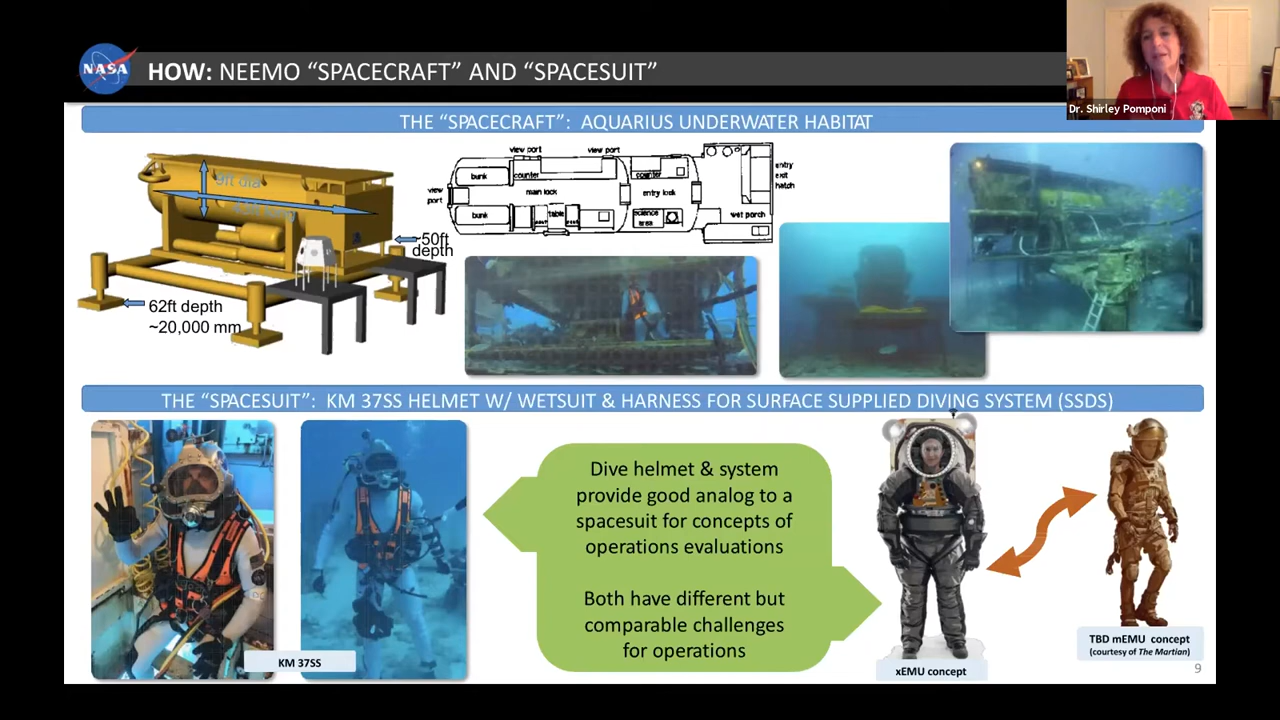 NASA
HOW: NEEMO “SPACECRAFT” AND “SPACESUIT”
Dr. Shirley Pomponi
THE “SPACECRAFT”: AQUARIUS UNDERWATER HABITAT
9ft dia
50ft
depth
62ft depth
~20,000 mm
view port
view port
view
port
bunk
counter
main lock
counter
entry lock
entry
exit
hatch
bunk
table
science
area
wet porch
THE “SPACESUIT”: KM 37SS HELMET W/ WETSUIT & HARNESS FOR SURFACE SUPPLIED DIVING SYSTEM (SSDS)
KM 37SS
Dive helmet & system
provide good analog to a
spacesuit for concepts of
operations evaluations
Both have different but
comparable challenges
for operations
xEMU concept
TBD mEMU concept
(courtesy of The Martian)
9